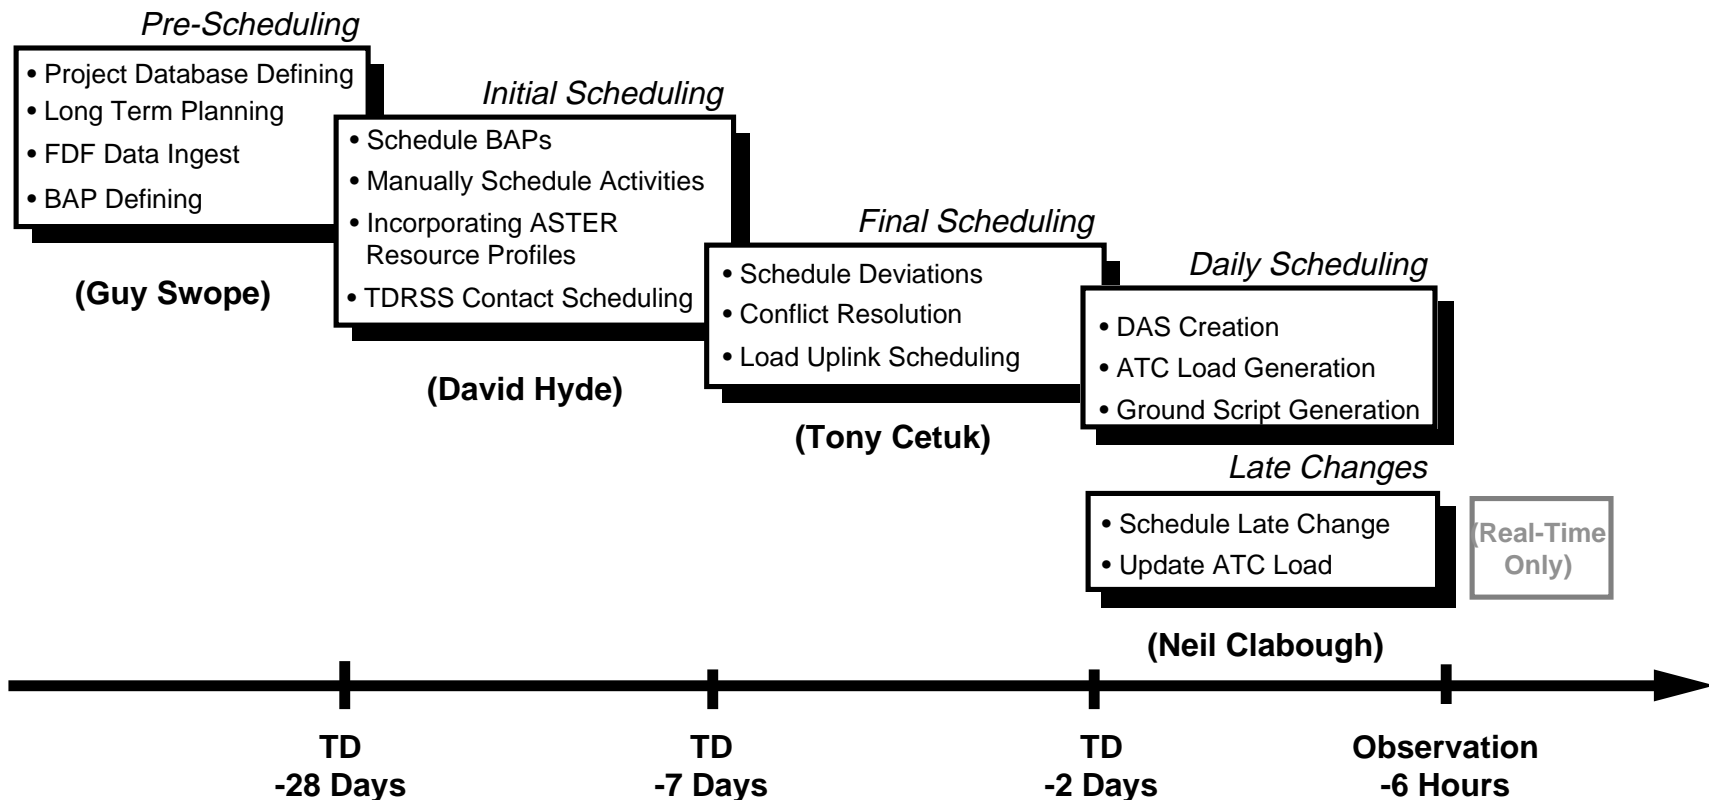 Pre-Scheduling
• Project Database Defining
• Long Term Planning
• FDF Data Ingest
• BAP Defining
(Guy Swope)
Initial Scheduling
• Schedule BAPs
• Manually Schedule Activities
• Incorporating ASTER
Resource Profiles
• TDRSS Contact Scheduling
(David Hyde)
Final Scheduling
• Schedule Deviations
• Conflict Resolution
• Load Uplink Scheduling
(Tony Cetuk)
Daily Scheduling
• DAS Creation
• ATC Load Generation
• Ground Script Generation
Late Changes
• Schedule Late Change
• Update ATC Load
(Real-Time
Only)
(Neil Clabough)
TD
-28 Days
TD
-7 Days
TD
-2 Days
Observation
-6 Hours